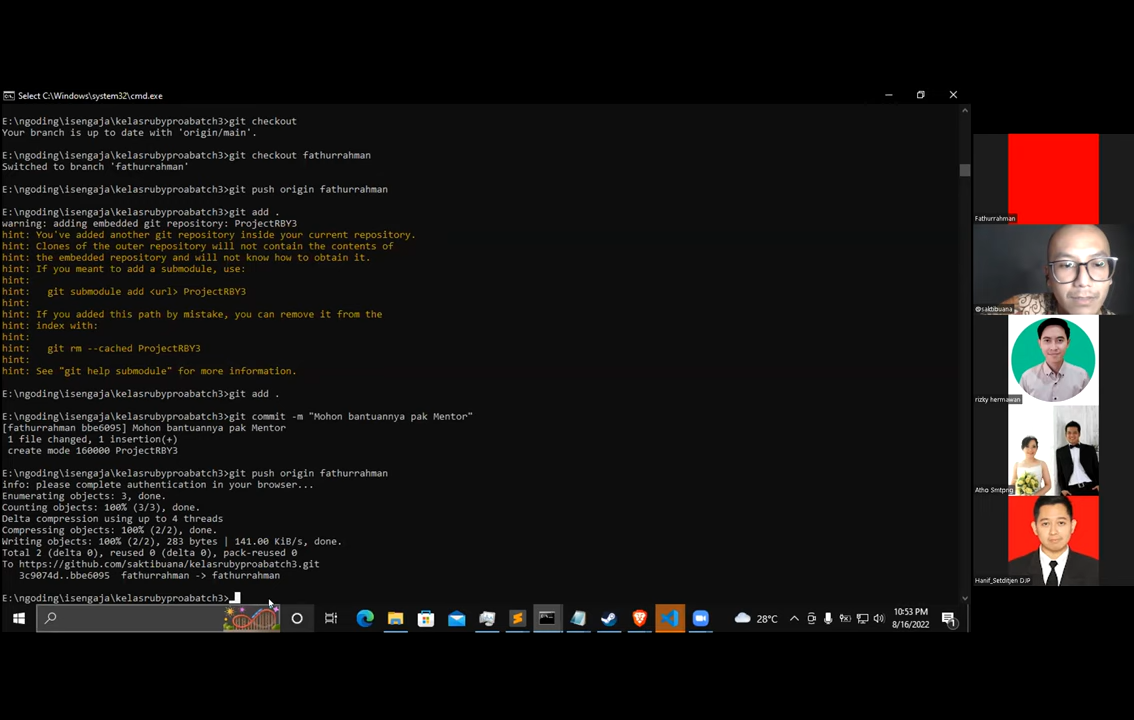 Select C:\Windows\system32\cmd.exe
E:\ngoding\isengaja\kelasrubyproabatch3>git checkout
Your branch is up to date with 'origin/main'.
E:\ngoding\isengaja\kelasrubyproabatch3>git checkout fathurrahman
Switched to branch 'fathurrahman'
E:\ngoding\isengaja\kelasrubyproabatch3>git push origin fathurrahman
E:\ngoding\isengaja\kelasrubyproabatch3>git add .
warning: adding embedded git repository: ProjectRBY3
hint: You've added another git repository inside your current repository.
hint: Clones of the outer repository will not contain the contents of
hint: the embedded repository and will not know how to obtain it.
hint: If you meant to add a submodule, use:
hint:
hint:   git submodule add <url> ProjectRBY3
hint:
hint: If you added this path by mistake, you can remove it from the
hint: index with:
hint:
hint:   git rm --cached ProjectRBY3
hint:
hint: See "git help submodule" for more information.
E:\ngoding\isengaja\kelasrubyproabatch3>git add .
E:\ngoding\isengaja\kelasrubyproabatch3>git commit -m "Mohon bantuannya pak Mentor"
[fathurrahman bbe6095] Mohon bantuannya pak Mentor
1 file changed, 1 insertion(+)
create mode 160000 ProjectRBY3
E:\ngoding\isengaja\kelasrubyproabatch3>git push origin fathurrahman
info: please complete authentication in your browser...
Enumerating objects: 3, done.
Counting objects: 100% (3/3), done.
Delta compression using up to 4 threads
Compressing objects: 100% (2/2), done.
Writing objects: 100% (2/2), 283 bytes | 141.00 KiB/s, done.
Total 2 (delta 0), reused 0 (delta 0), pack-reused 0
To https://github.com/saktibuana/kelasrubyproabatch3.git
3c9074d..bbe6095  fathurrahman -> fathurrahman
E:\ngoding\isengaja\kelasrubyproabatch3>
28°C
10:53 PM
8/16/2022
1
Fathurrahman
@saktibuana
rizky hermawan
Atho Smtprig
Hanif_Setditjen DJP